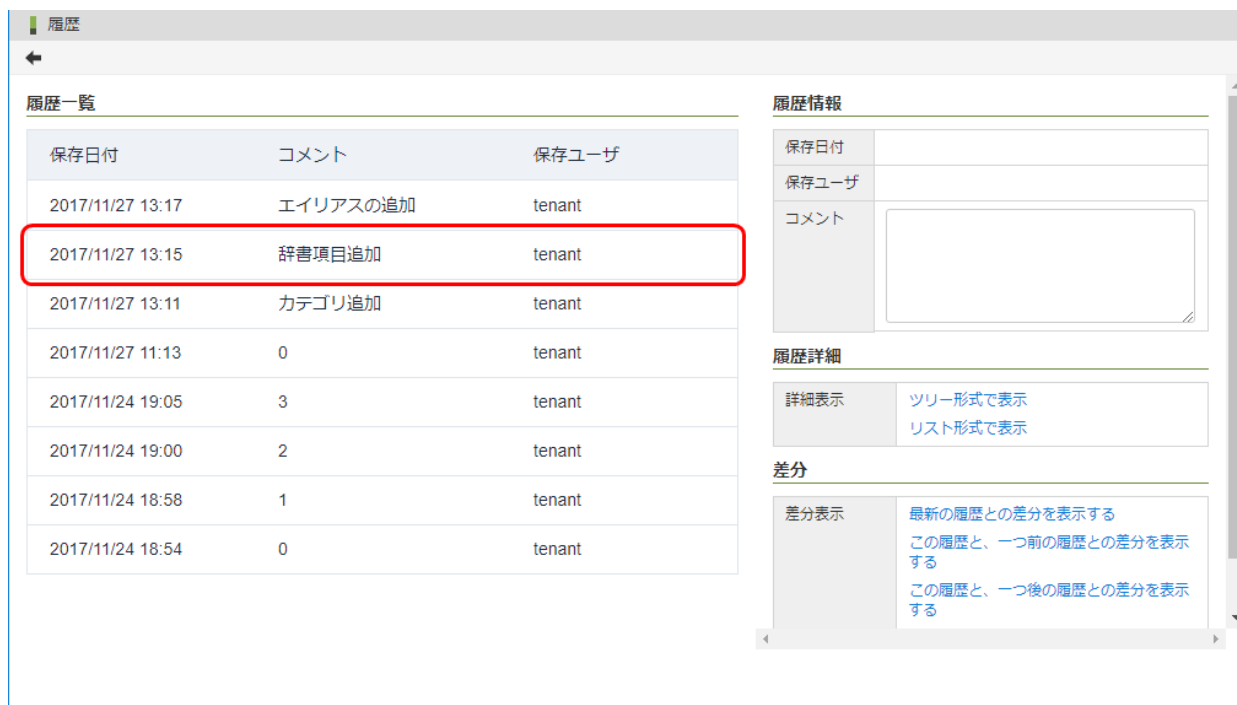 履歴
履歴一覧
保存日付 コメント 保存ユーザ
2017/11/27 13:17 エイリアスの追加 tenant
2017/11/27 13:15 辞書項目追加 tenant
2017/11/27 13:11 カテゴリ追加 tenant
2017/11/27 11:13 0 tenant
2017/11/24 19:05 3 tenant
2017/11/24 19:00 2 tenant
2017/11/24 18:58 1 tenant
2017/11/24 18:54 0 tenant
履歴情報
保存日付
保存ユーザ
コメント
履歴詳細
詳細表示 ツリー形式で表示
リスト形式で表示
差分
差分表示 最新の履歴との差分を表示する
この履歴と、一つ前の履歴との差分を表示
する
この履歴と、一つ後の履歴との差分を表示
する